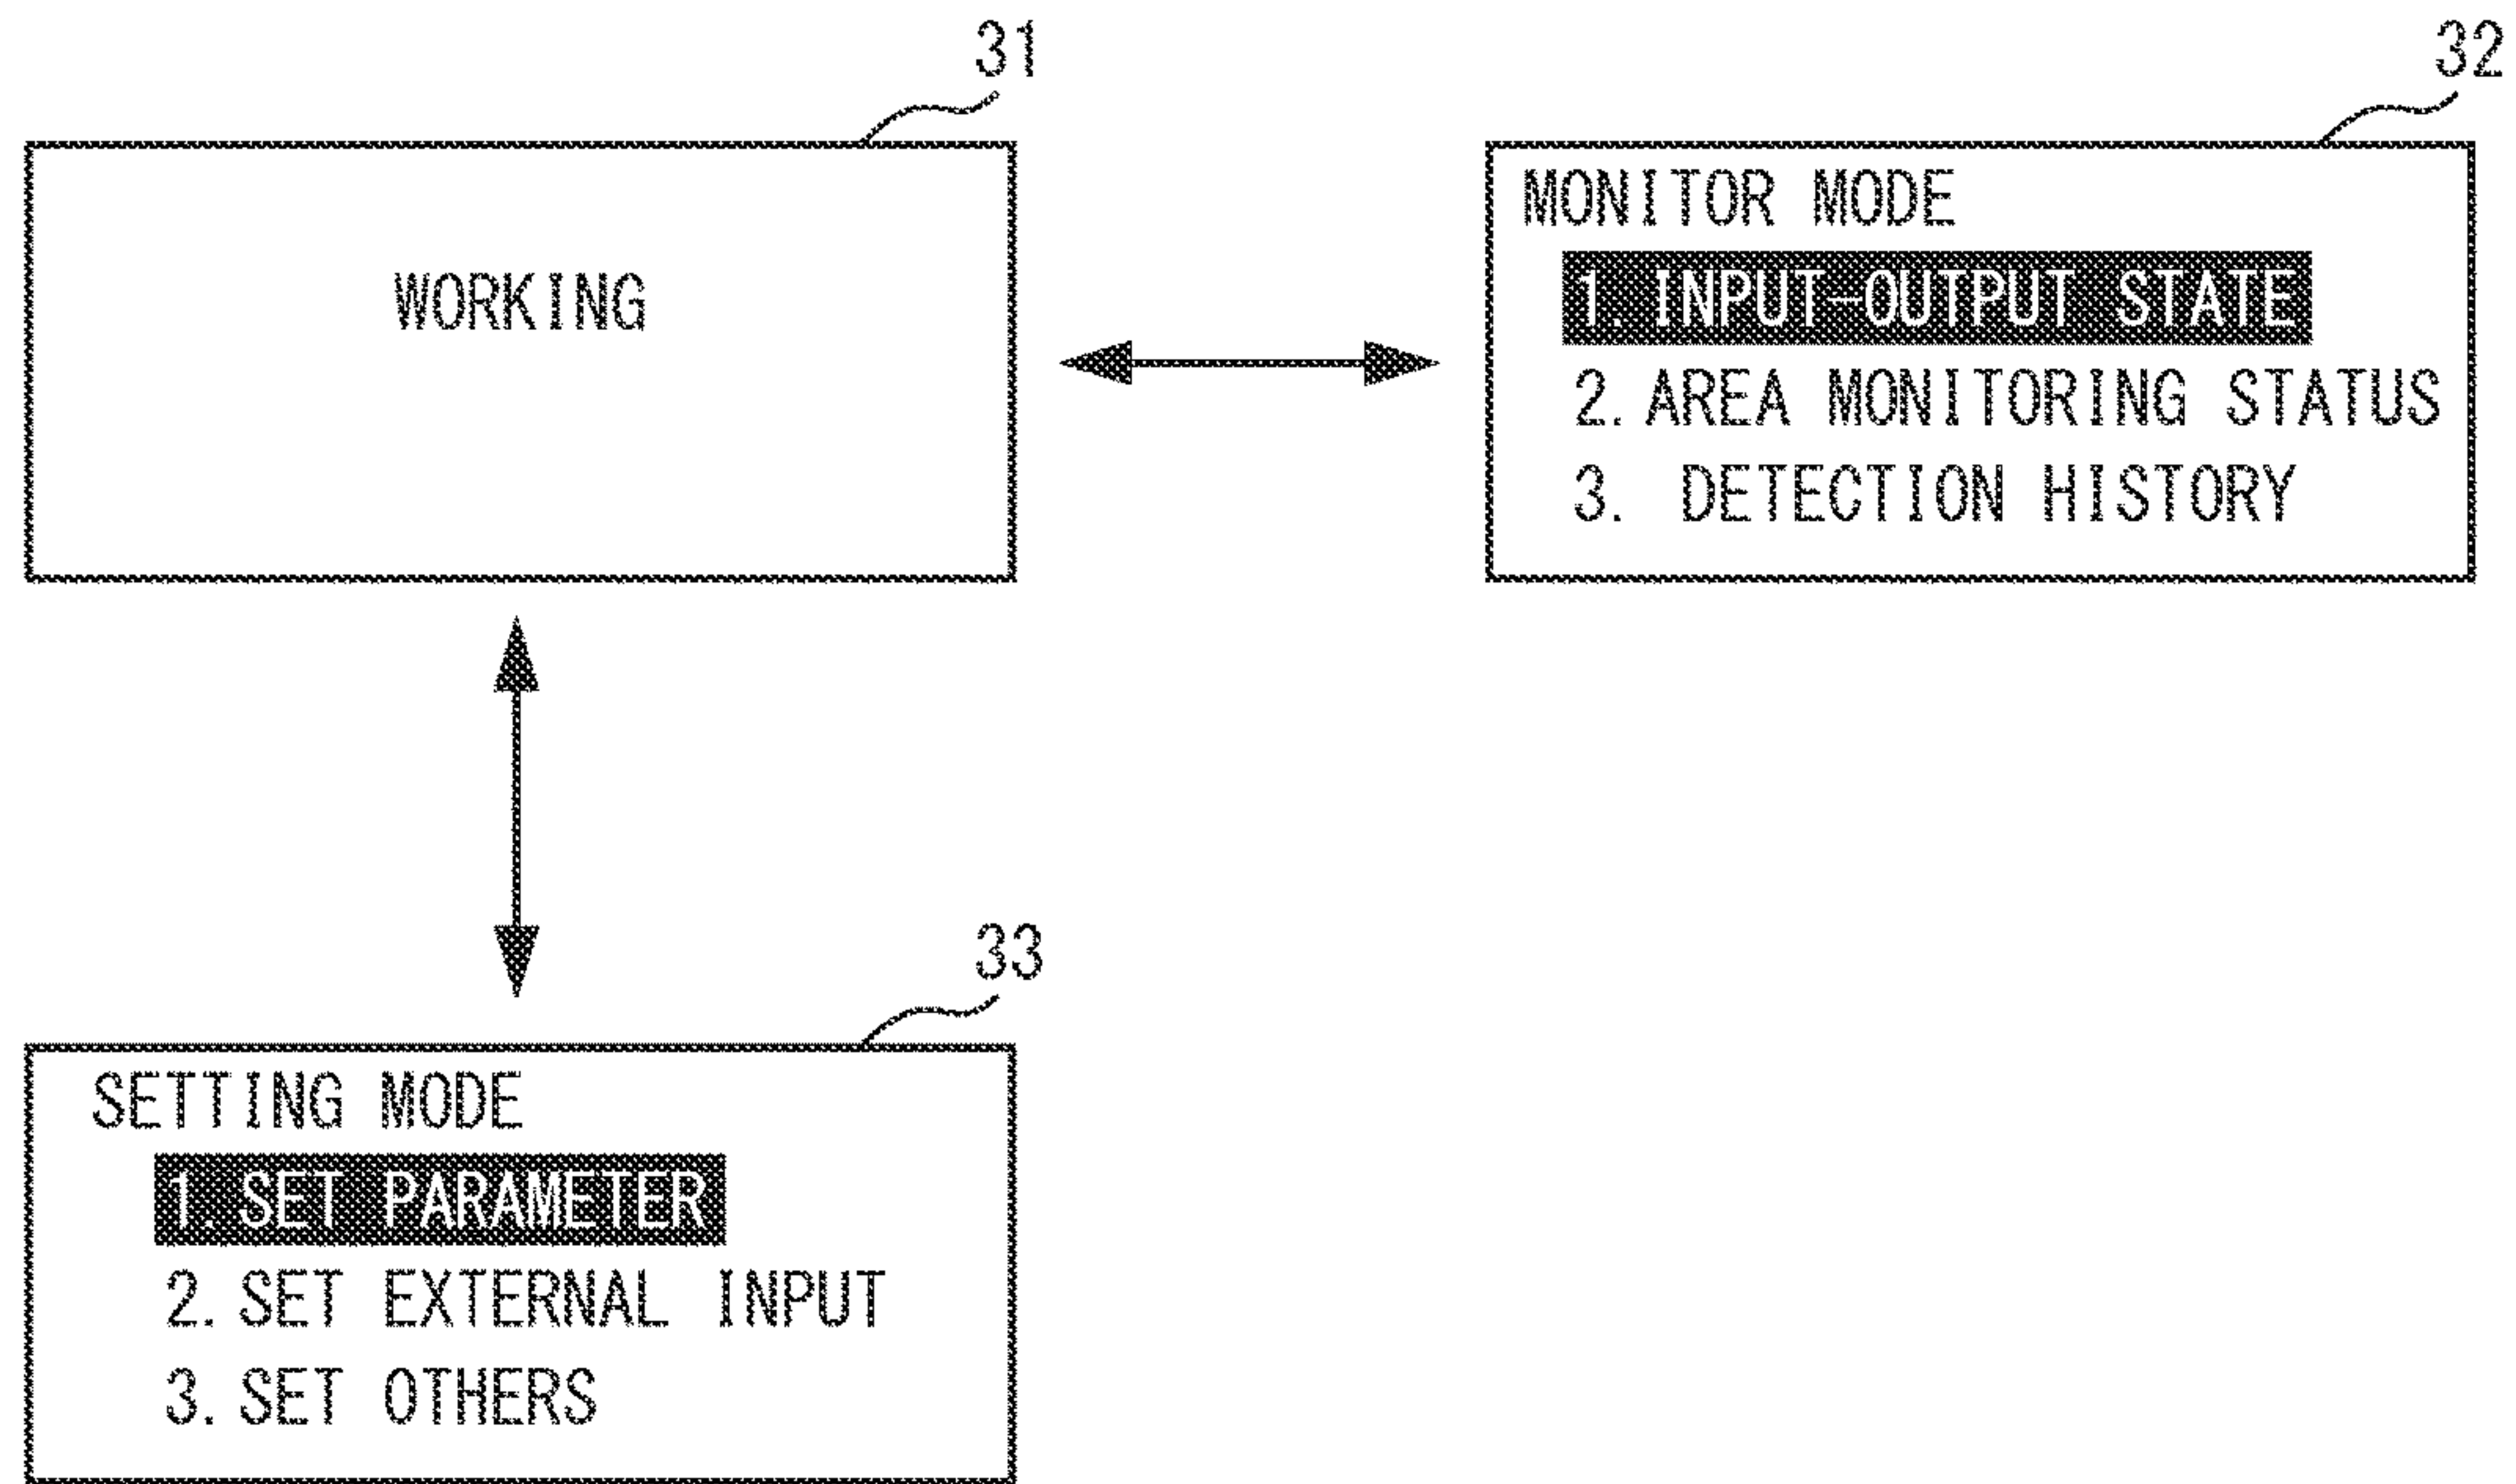 31
WORKING
32
MONITOR MODE
1. INPUT-OUTPUT STATE
2. AREA MONITORING STATUS
3. DETECTION HISTORY
33
SETTING MODE
1. SET PARAMETER
2. SET EXTERNAL INPUT
3. SET OTHERS